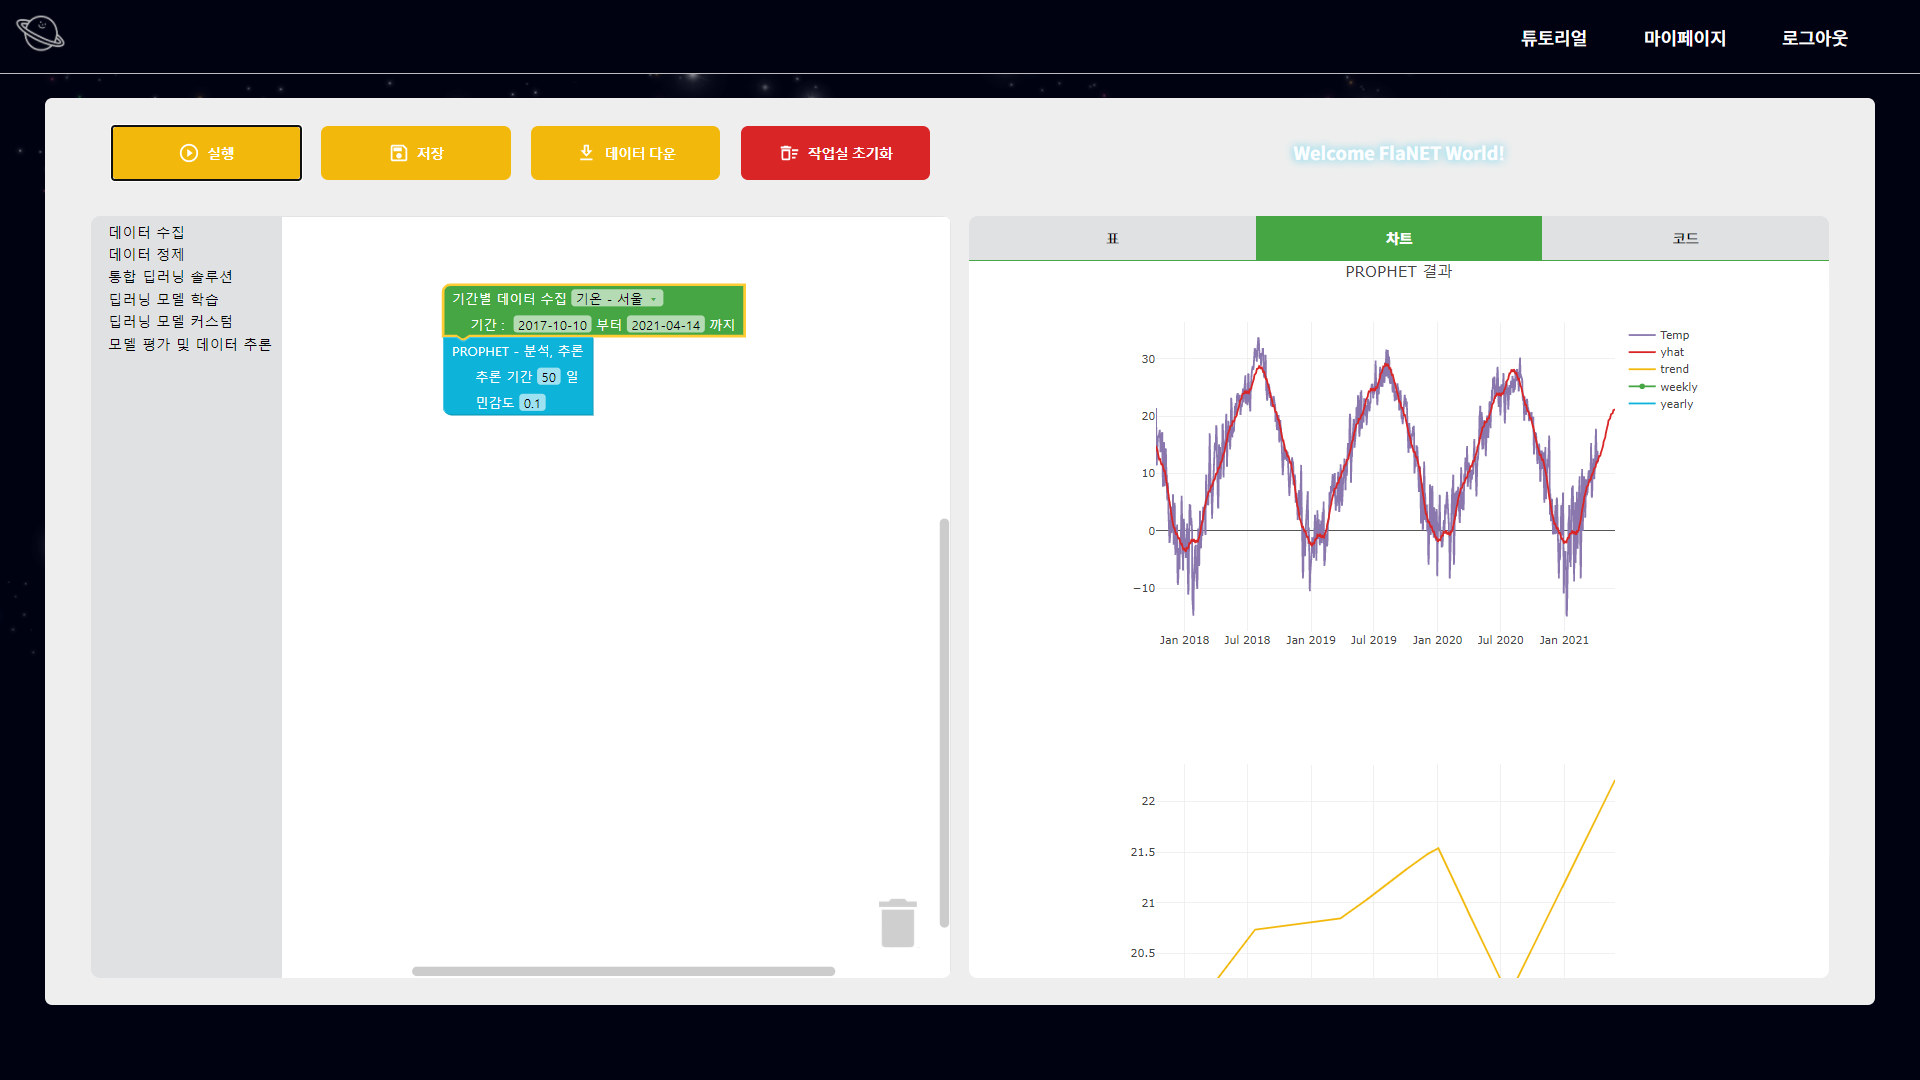 튜토리얼 마이페이지 로그아웃
실행 저장 데이터 다운 작업실 초기화
Welcome FlaNET World!
데이터 수집
데이터 정제
통합 딥러닝 솔루션
딥러닝 모델 학습
딥러닝 모델 커스텀
모델 평가 및 데이터 추론
기간별 데이터 수집 기온 - 서울
기간 : 2017-10-10 부터 2021-04-14 까지
PROPHET - 분석, 추론
추론 기간 50 일
민감도 0.1
표 차트 코드
PROPHET 결과
30
20
10
0
−10
Jan 2018 Jul 2018 Jan 2019 Jul 2019 Jan 2020 Jul 2020 Jan 2021
Temp
yhat
trend
weekly
yearly
22
21.5
21
20.5